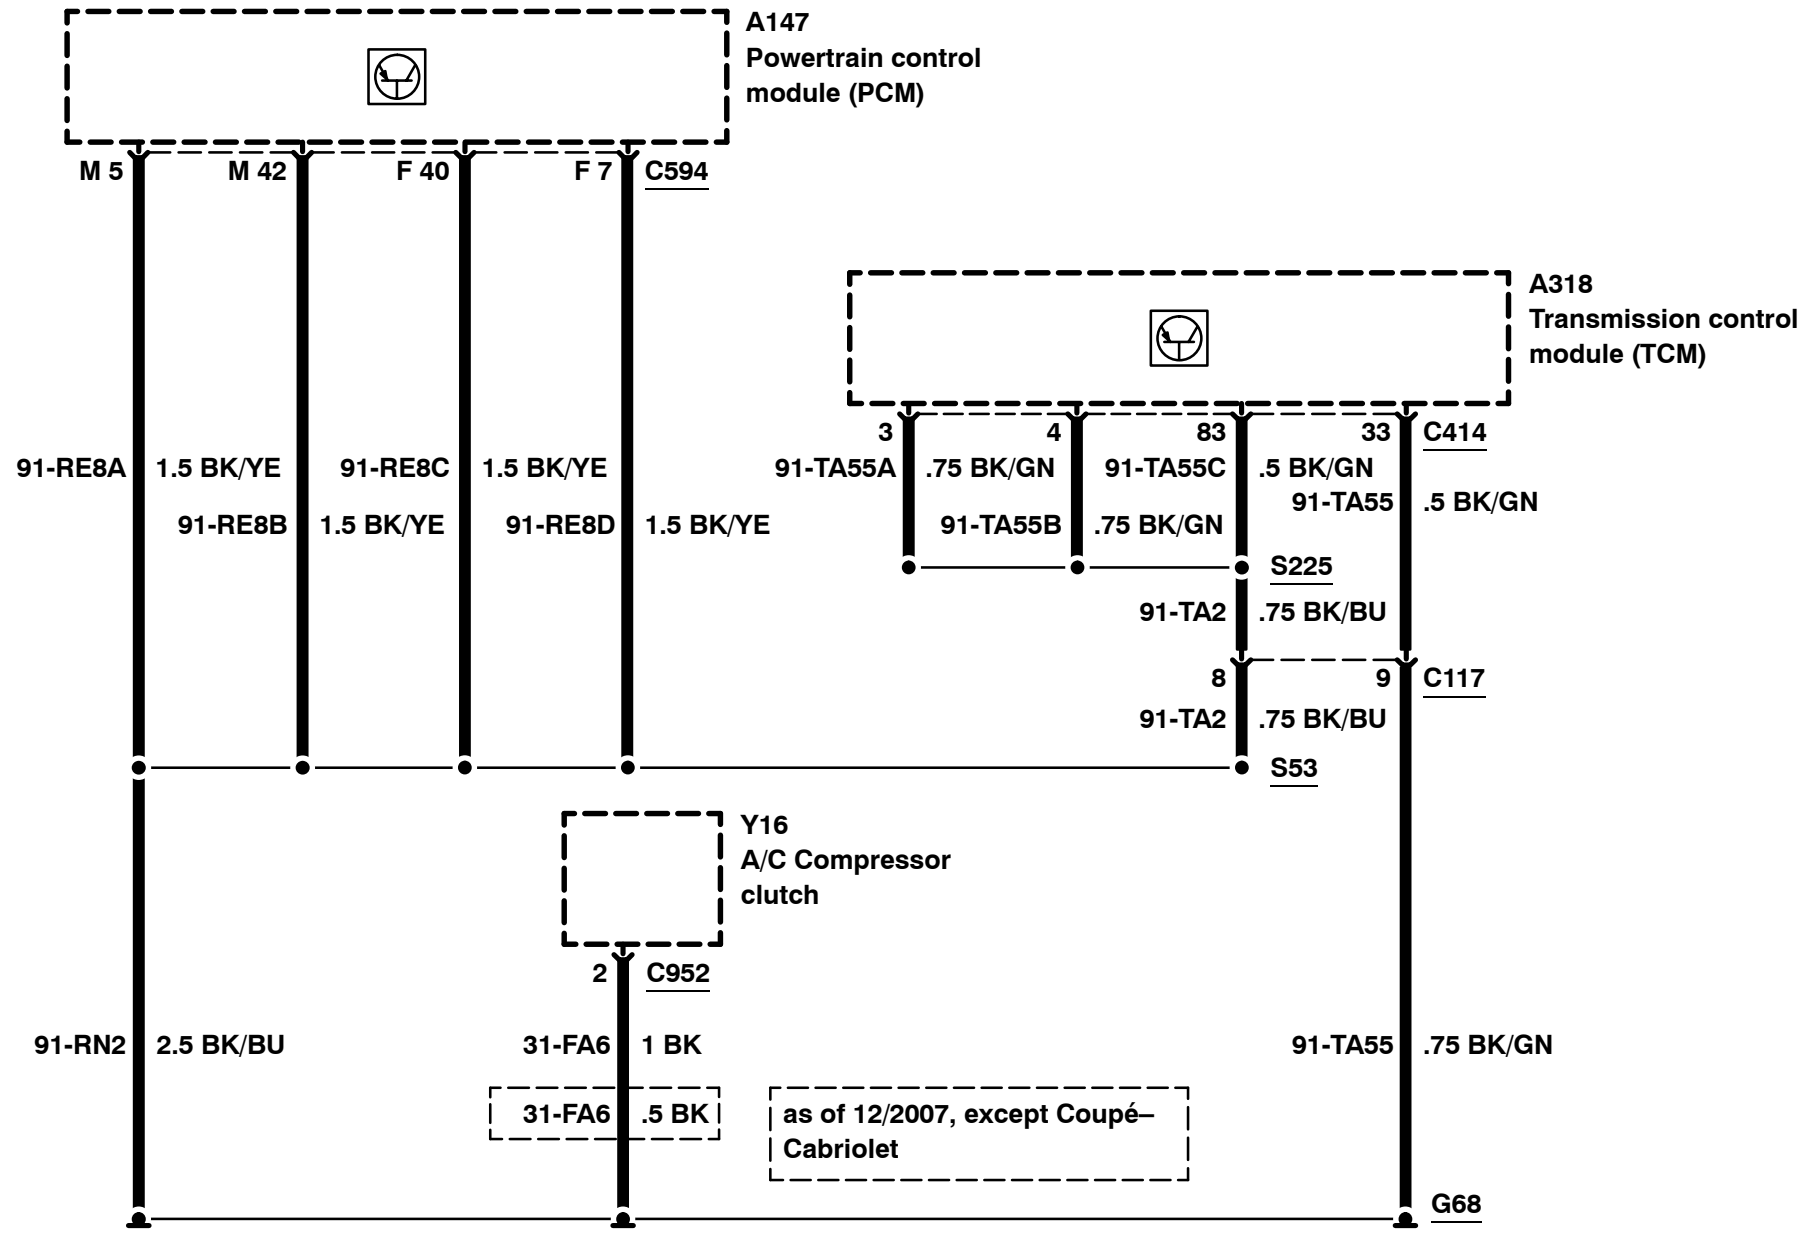 A147
Powertrain control
module (PCM)
M 5
M 42
F 40
F 7
C594
A318
Transmission control
module (TCM)
3
4
83
33
C414
91-RE8A
1.5 BK/YE
91-RE8C
1.5 BK/YE
91-TA55A
.75 BK/GN
91-TA55C
.5 BK/GN
91-TA55
.5 BK/GN
91-RE8B
1.5 BK/YE
91-RE8D
1.5 BK/YE
91-TA55B
.75 BK/GN
S225
91-TA2
.75 BK/BU
8
9
C117
91-TA2
.75 BK/BU
S53
Y16
A/C Compressor
clutch
2
C952
91-RN2
2.5 BK/BU
31-FA6
1 BK
91-TA55
.75 BK/GN
31-FA6
.5 BK
as of 12/2007, except Coupé–
Cabriolet
G68